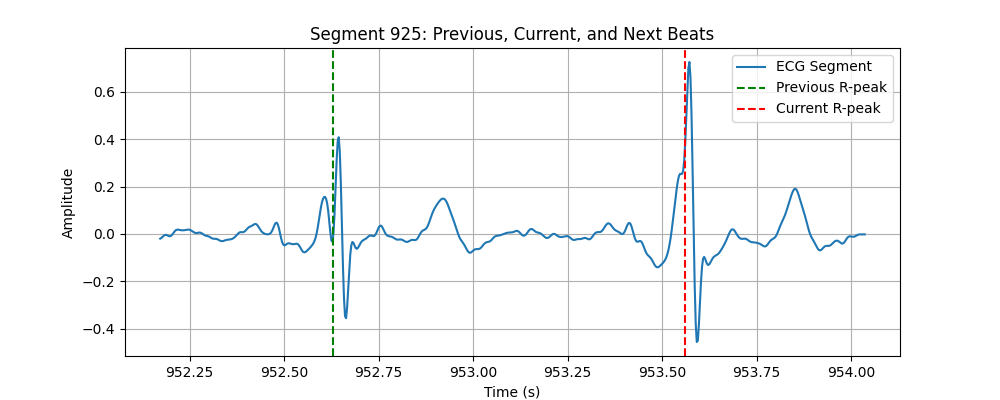 Segment 925: Previous, Current, and Next Beats
ECG Segment
Previous R-peak
Current R-peak
Amplitude
0.6
0.4
0.2
0.0
−0.2
−0.4
952.25 952.50 952.75 953.00 953.25 953.50 953.75 954.00
Time (s)